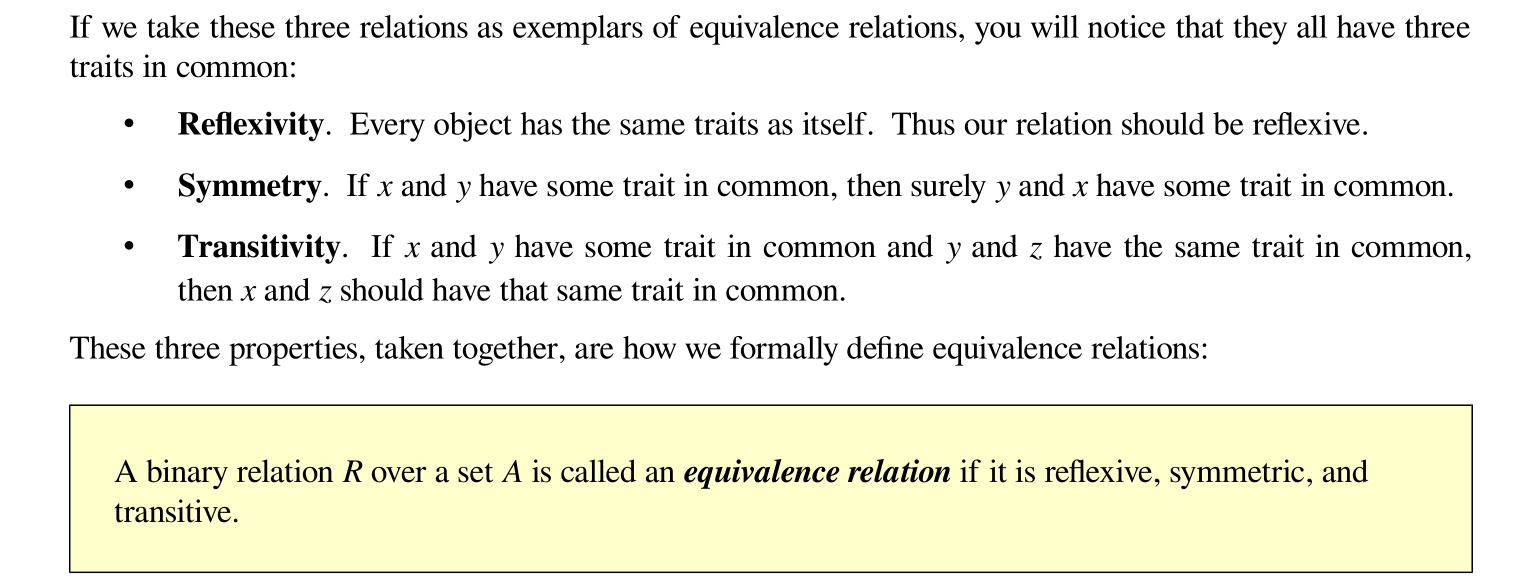 If we take these three relations as exemplars of equivalence relations, you will notice that they all have three
traits in common:
• Reflexivity. Every object has the same traits as itself. Thus our relation should be reflexive.
• Symmetry. If x and y have some trait in common, then surely y and x have some trait in common.
• Transitivity. If x and y have some trait in common and y and z have the same trait in common,
then x and z should have that same trait in common.
These three properties, taken together, are how we formally define equivalence relations:
A binary relation R over a set A is called an equivalence relation if it is reflexive, symmetric, and
transitive.